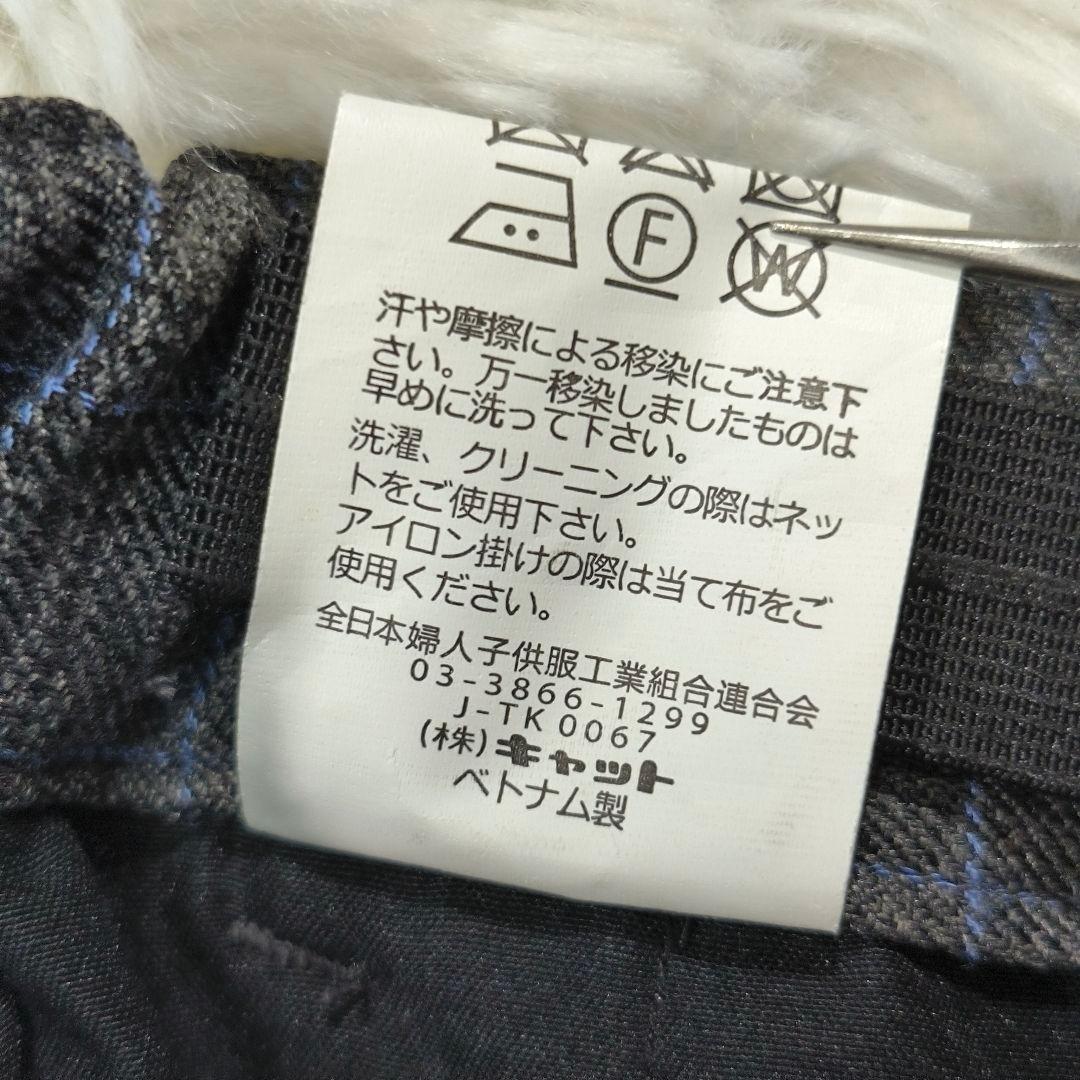 F
W
汗や摩擦による移染にご注意下
さい。万一移染しましたものは
早めに洗って下さい。
洗濯、クリーニングの際はネッ
トをご使用下さい。
アイロン掛けの際は当て布をご
使用ください。
全日本婦人子供服工業組合連合会
03-3866-1299
J-TK 0067
(株)キャット
ベトナム製